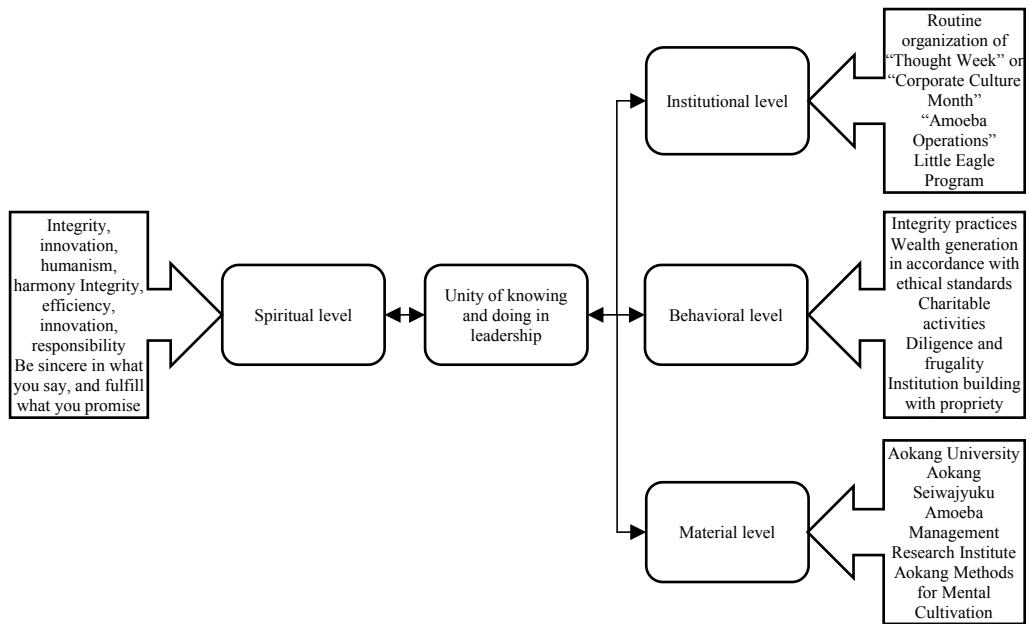 Integrity,
innovation,
humanism,
harmony Integrity,
efficiency,
innovation,
responsibility
Be sincere in what
you say, and fulfill
what you promise
Spiritual level
Unity of knowing
and doing in
leadership
Institutional level
Routine
organization of
“Thought Week” or
“Corporate Culture
Month”
“Amoeba
Operations”
Little Eagle
Program
Behavioral level
Integrity practices
Wealth generation
in accordance with
ethical standards
Charitable
activities
Diligence and
frugality
Institution building
with propriety
Material level
Aokang University
Aokang
Seiwajyuku
Amoeba
Management
Research Institute
Aokang Methods
for Mental
Cultivation